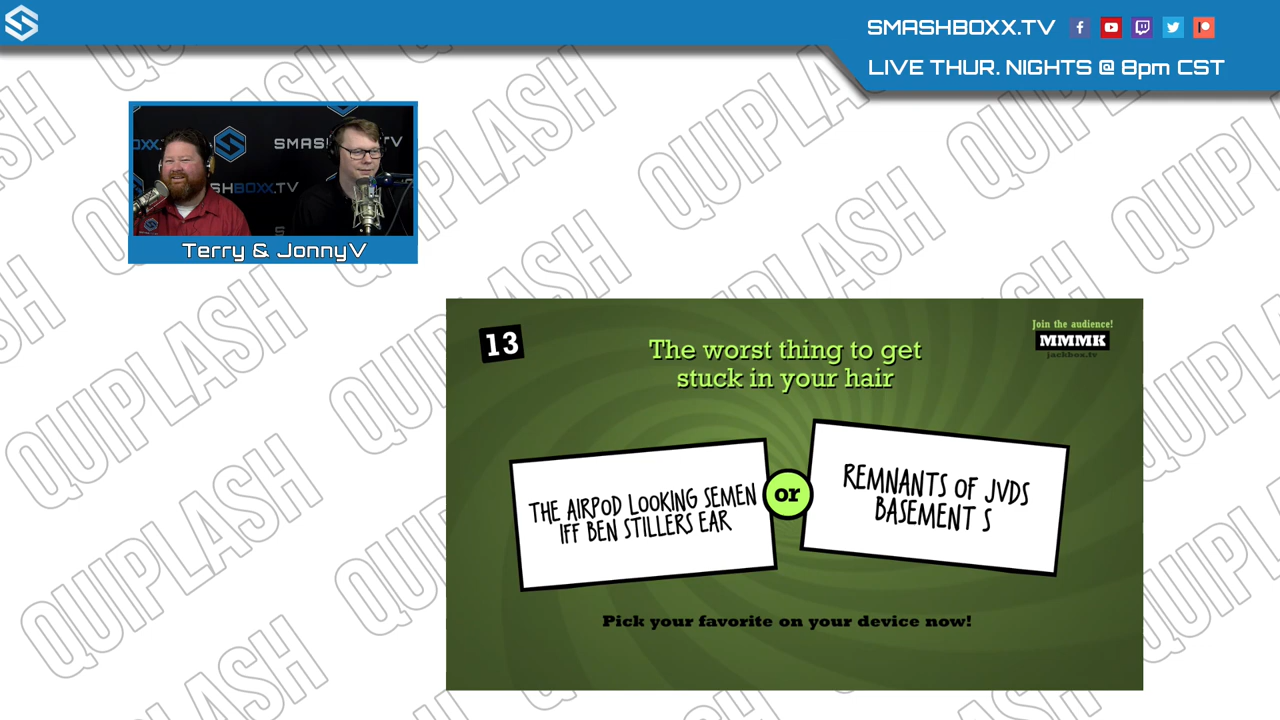 SMASHBOXX.TV
LIVE THUR. NIGHTS @ 8pm CST
SMASHBOXX.TV
Terry & JonnyV
QUIPLASH
13
The worst thing to get
stuck in your hair
Join the audience!
MMMK
jackbox.tv
THE AIRPOD LOOKING SEMEN
IFF BEN STILLERS EAR
or
REMNANTS OF JVDS
BASEMENT S
Pick your favorite on your device now!